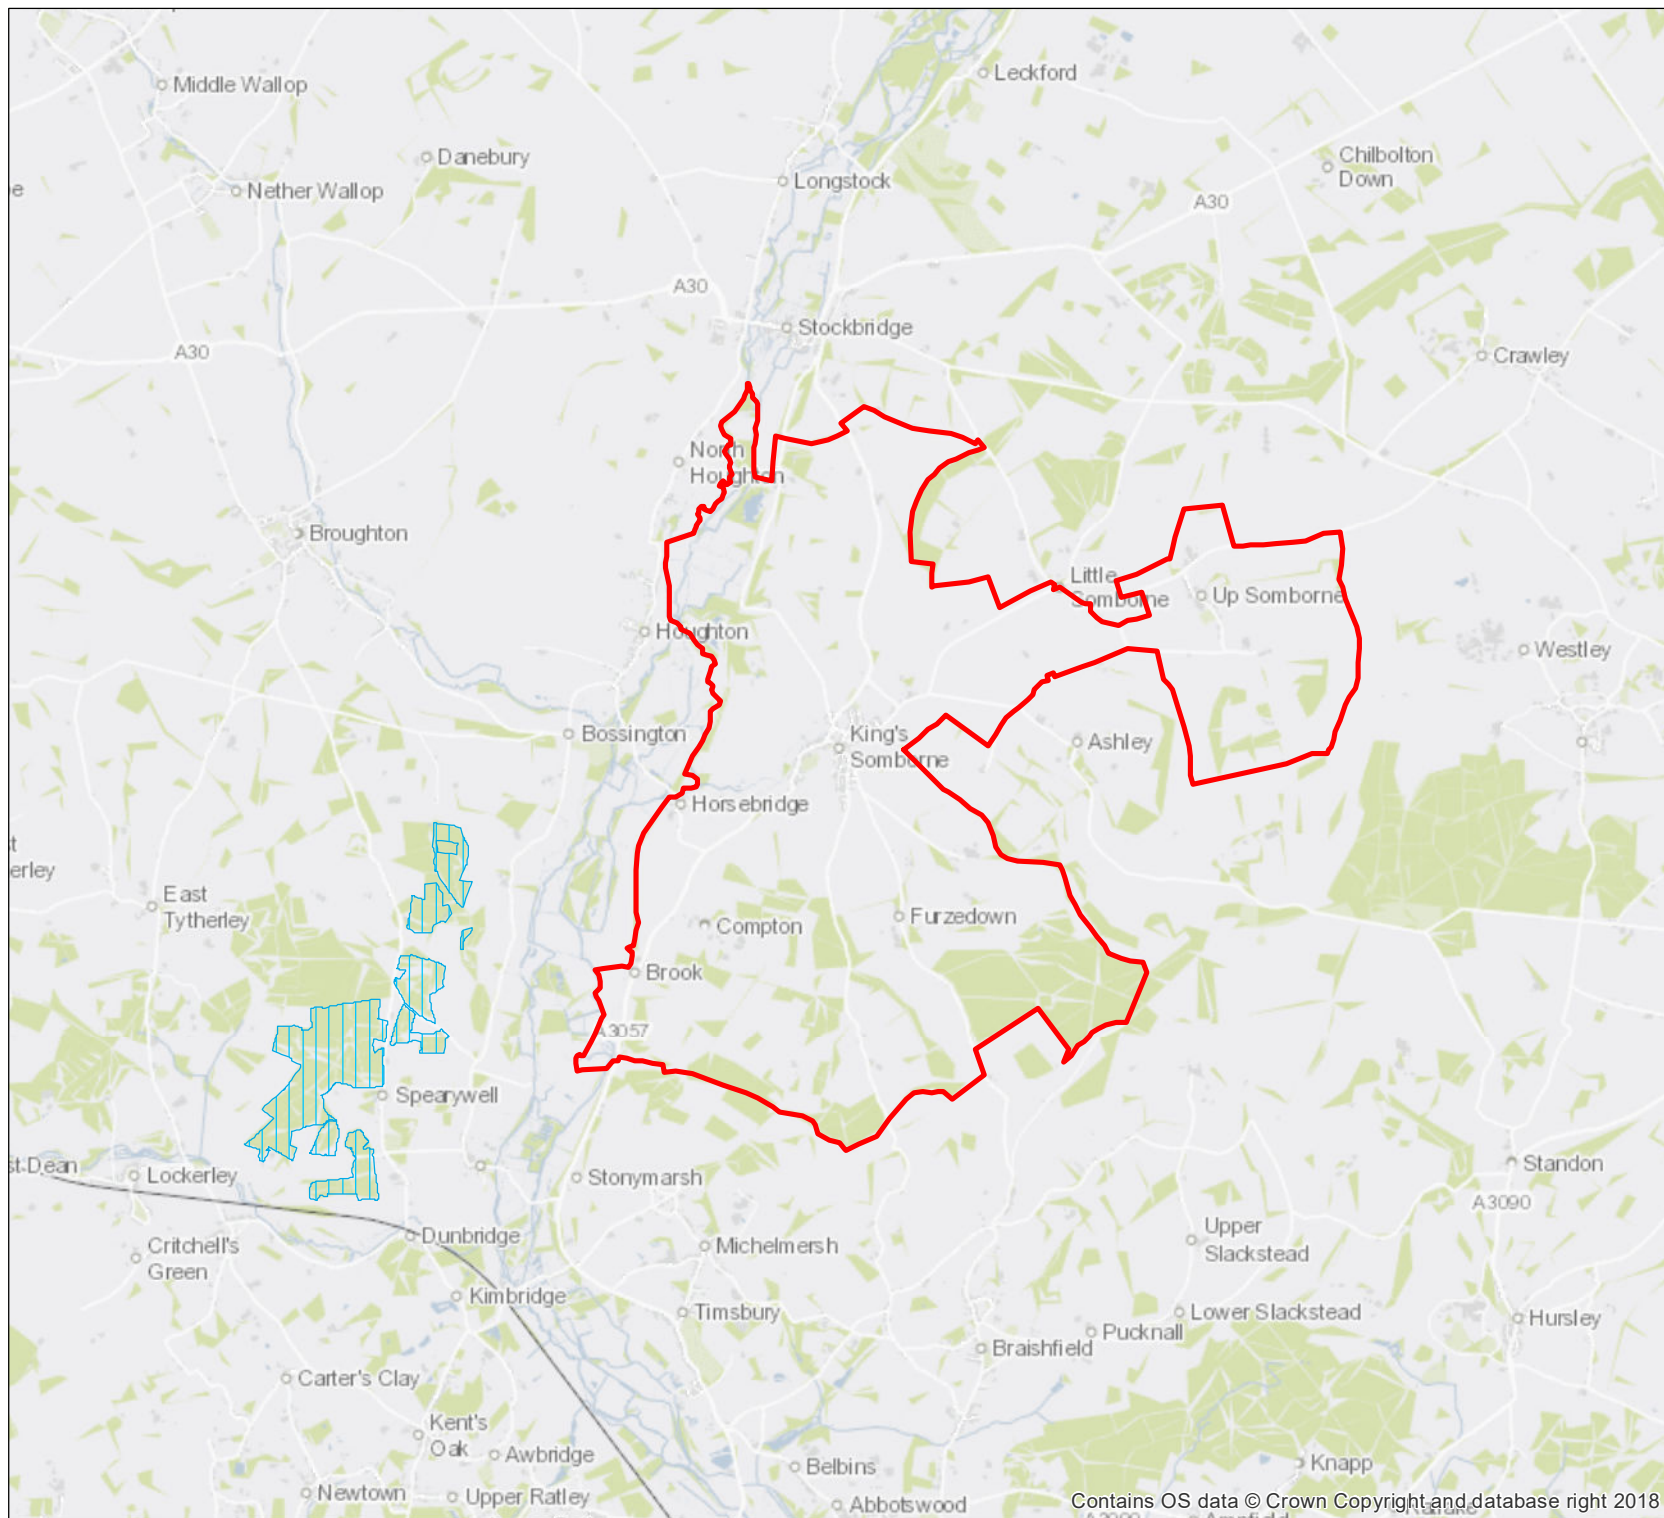 Leckford
Middle Wallop
Danebury
Chilbolton
Down
Longstock
Nether Wallop
A30
A30
Stockbridge
A30
Crawley
North
Houghton
Broughton
Little
Somborne
Up Somborne
Houghton
Westley
Bossington
King's
Somborne
Ashley
Horsebridge
erley
East
Tytherley
Compton
Furzedown
Brook
A3057
Spearywell
st Dean
Lockerley
Stonymarsh
Standon
A3090
Dunbridge
Michelmersh
Upper
Slackstead
Critchell's
Green
Kimbridge
Timsbury
Lower Slackstead
Hursley
Pucknall
Braishfield
Carter's Clay
Kent's
Oak
Awbridge
Belbins
Knapp
Newtown
Upper Ratley
Abbotswood
Contains OS data © Crown Copyright and database right 2018